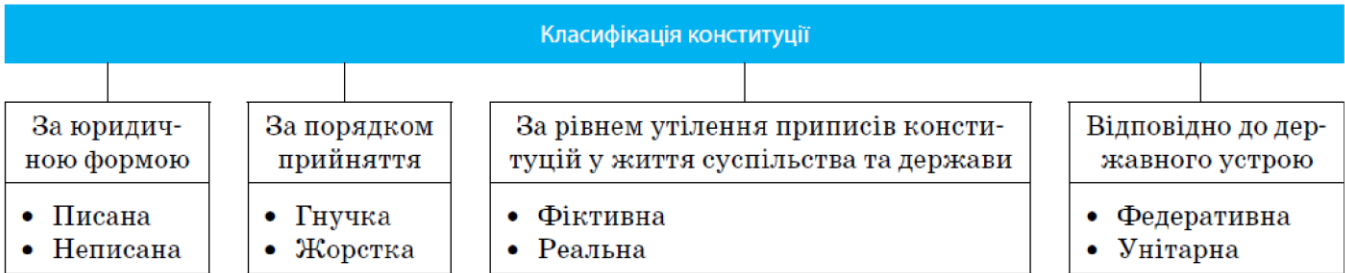 Класифікація конституції
За юридич-
ною формою
• Писана
• Неписана
За порядком
прийняття
• Гнучка
• Жорстка
За рівнем утілення приписів консти-
туцій у життя суспільства та держави
• Фіктивна
• Реальна
Відповідно до дер-
жавного устрою
• Федеративна
• Унітарна